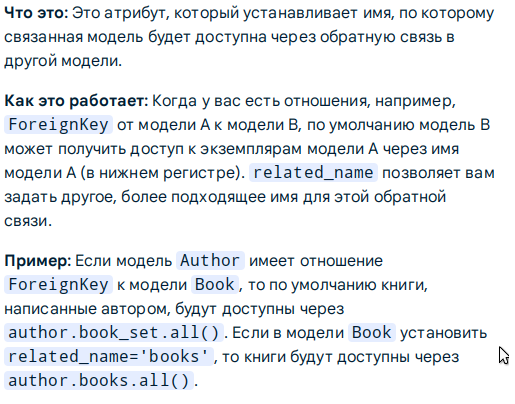 Что это: Это атрибут, который устанавливает имя, по которому
связанная модель будет доступна через обратную связь в
другой модели.
Как это работает: Когда у вас есть отношения, например,
ForeignKey от модели A к модели B, по умолчанию модель B
может получить доступ к экземплярам модели A через имя
модели A (в нижнем регистре). related_name позволяет вам
задать другое, более подходящее имя для этой обратной
связи.
Пример: Если модель Author имеет отношение
ForeignKey к модели Book, то по умолчанию книги,
написанные автором, будут доступны через
author.book_set.all(). Если в модели Book установить
related_name='books', то книги будут доступны через
author.books.all().